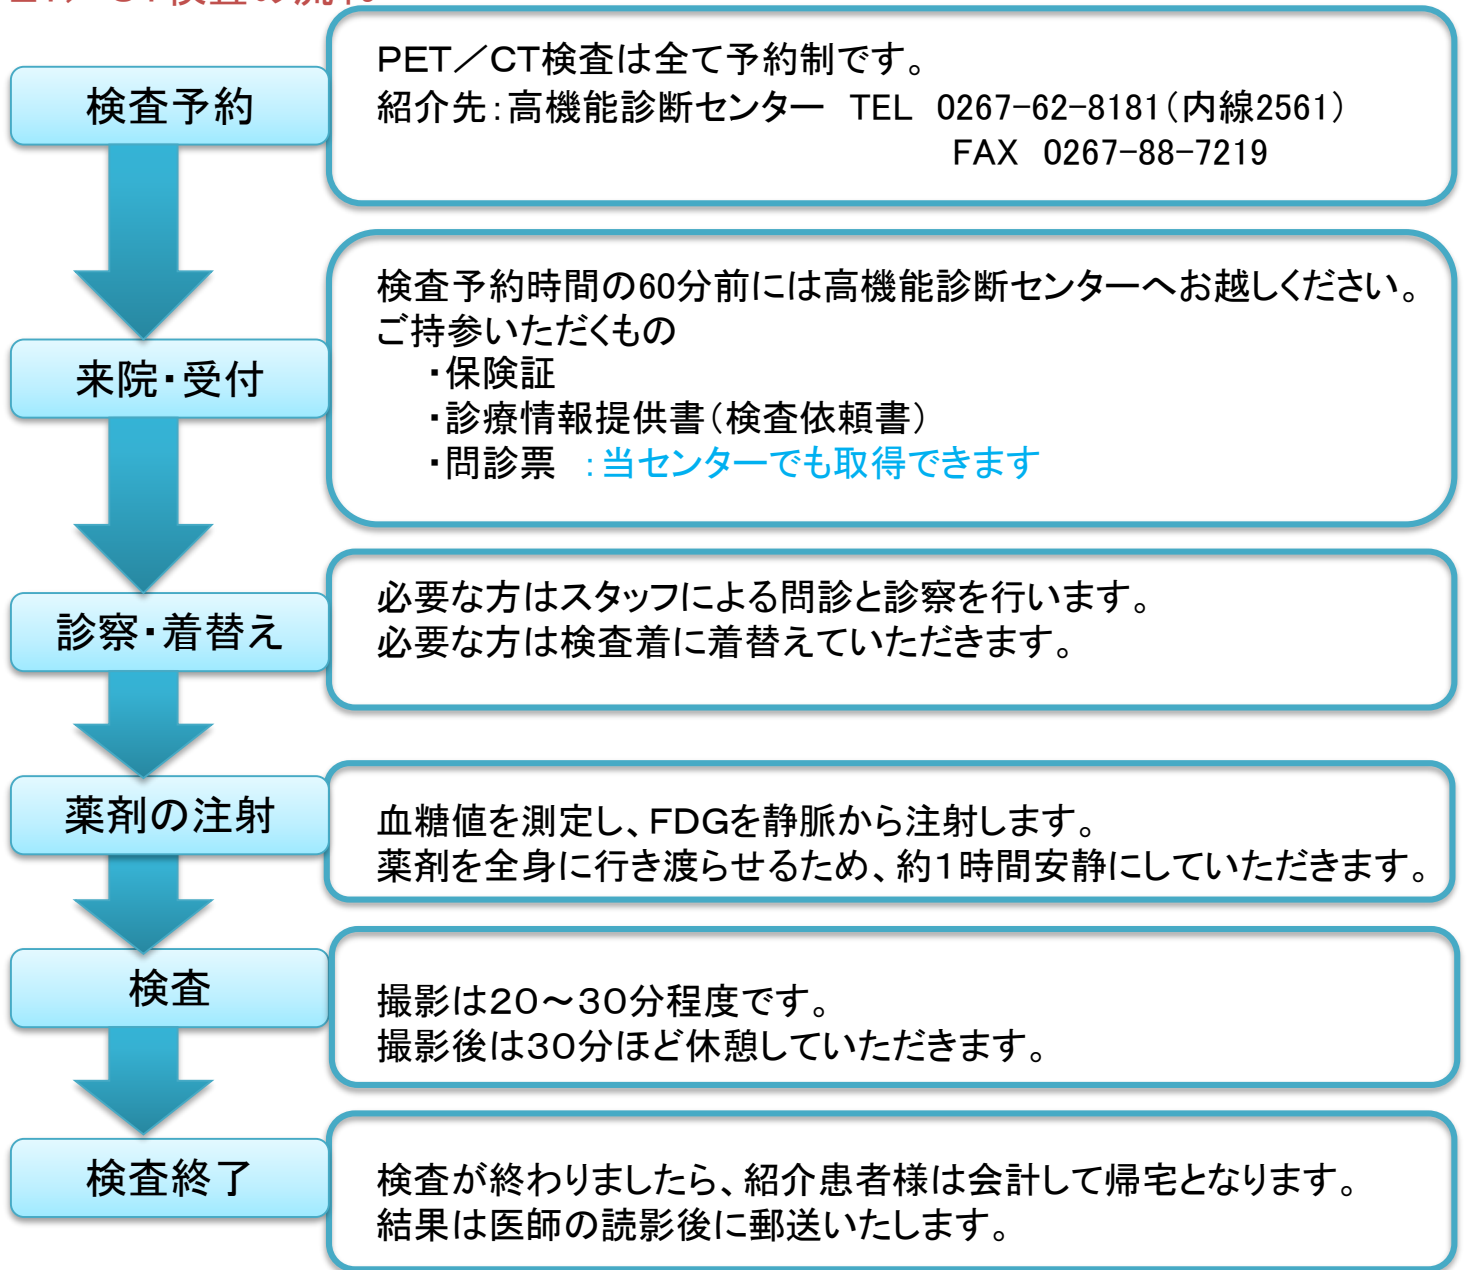 検査予約
PET／CT検査は全て予約制です。
紹介先：高機能診断センター　TEL　0267-62-8181（内線2561）
FAX　0267-88-7219
来院・受付
検査予約時間の60分前には高機能診断センターへお越しください。
ご持参いただくもの
・保険証
・診療情報提供書（検査依頼書）
・問診票　：当センターでも取得できます
診察・着替え
必要な方はスタッフによる問診と診察を行います。
必要な方は検査着に着替えていただきます。
薬剤の注射
血糖値を測定し、FDGを静脈から注射します。
薬剤を全身に行き渡らせるため、約１時間安静にしていただきます。
検査
撮影は２０～３０分程度です。
撮影後は３０分ほど休憩していただきます。
検査終了
検査が終わりましたら、紹介患者様は会計して帰宅となります。
結果は医師の読影後に郵送いたします。